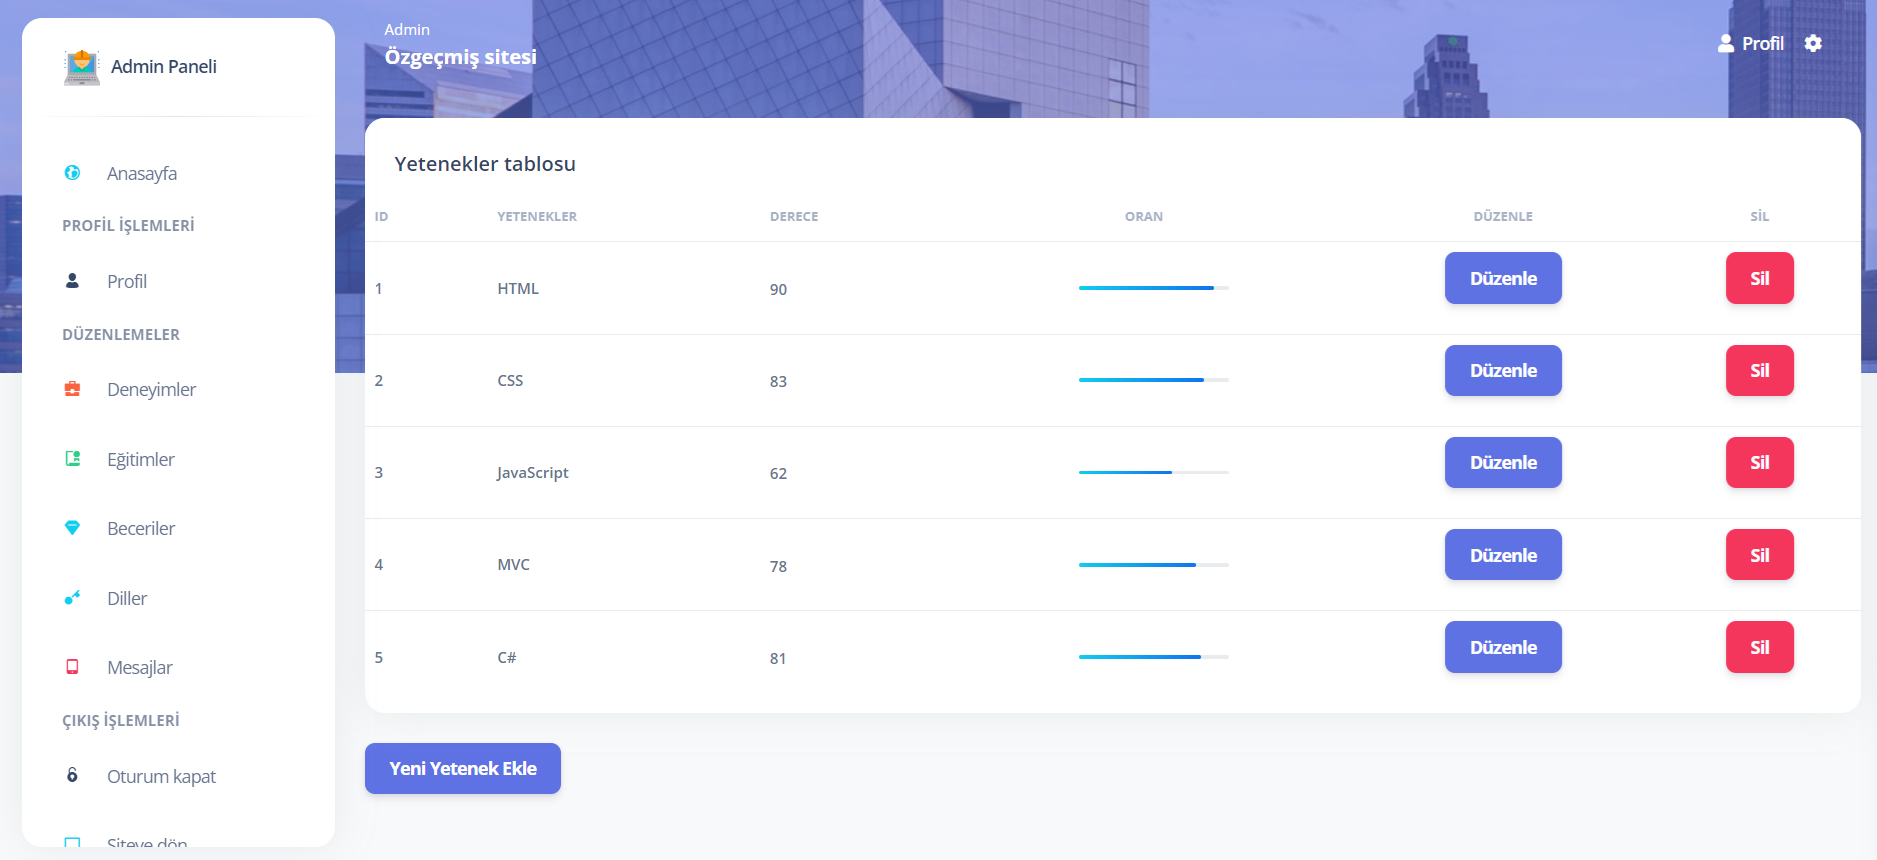 Admin Paneli
Anasayfa
PROFİL İŞLEMLERİ
Profil
DÜZENLEMELER
Deneyimler
Eğitimler
Beceriler
Diller
Mesajlar
ÇIKIŞ İŞLEMLERİ
Oturum kapat
Siteye dön
Admin
Özgeçmiş sitesi
Profil
Yetenekler tablosu
ID YETENEKLER DERECE ORAN DÜZENLE SİL
1 HTML 90 Düzenle Sil
2 CSS 83 Düzenle Sil
3 JavaScript 62 Düzenle Sil
4 MVC 78 Düzenle Sil
5 C# 81 Düzenle Sil
Yeni Yetenek Ekle